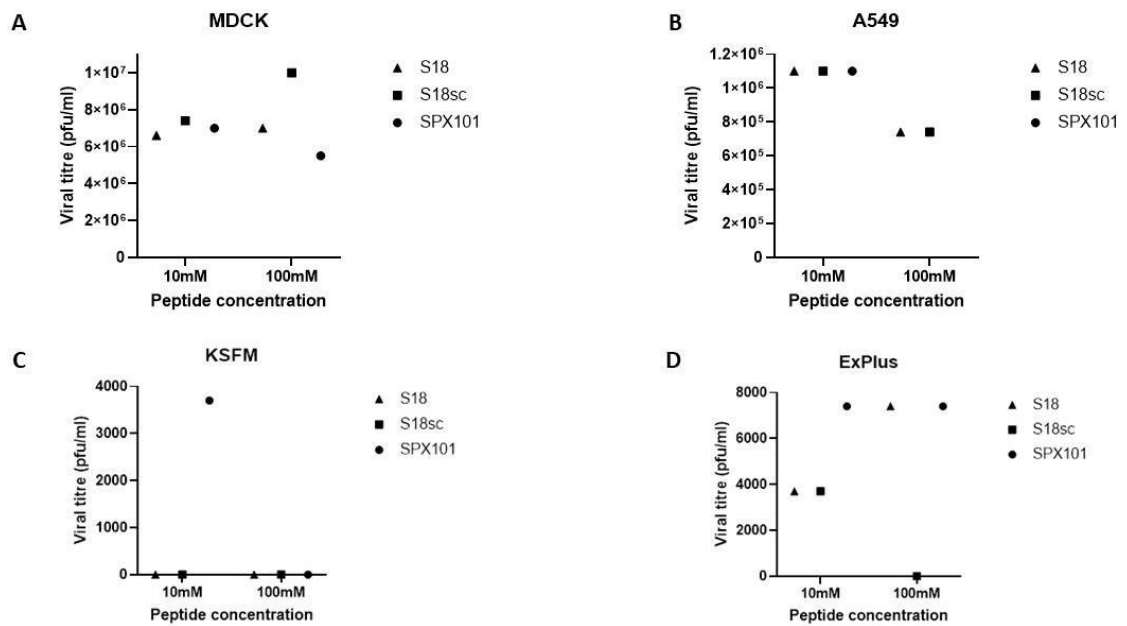 A
MDCK
Viral titre (pfu/ml)
1×10⁷
8×10⁶
6×10⁶
4×10⁶
2×10⁶
0
10mM 100mM
Peptide concentration
S18
S18sc
SPX101
B
A549
Viral titre (pfu/ml)
1.2×10⁶
1×10⁶
8×10⁵
6×10⁵
4×10⁵
2×10⁵
0
10mM 100mM
Peptide concentration
S18
S18sc
SPX101
C
KSFM
Viral titre (pfu/ml)
4000
3000
2000
1000
0
10mM 100mM
Peptide concentration
S18
S18sc
SPX101
D
ExPlus
Viral titre (pfu/ml)
8000
6000
4000
2000
0
10mM 100mM
Peptide concentration
S18
S18sc
SPX101